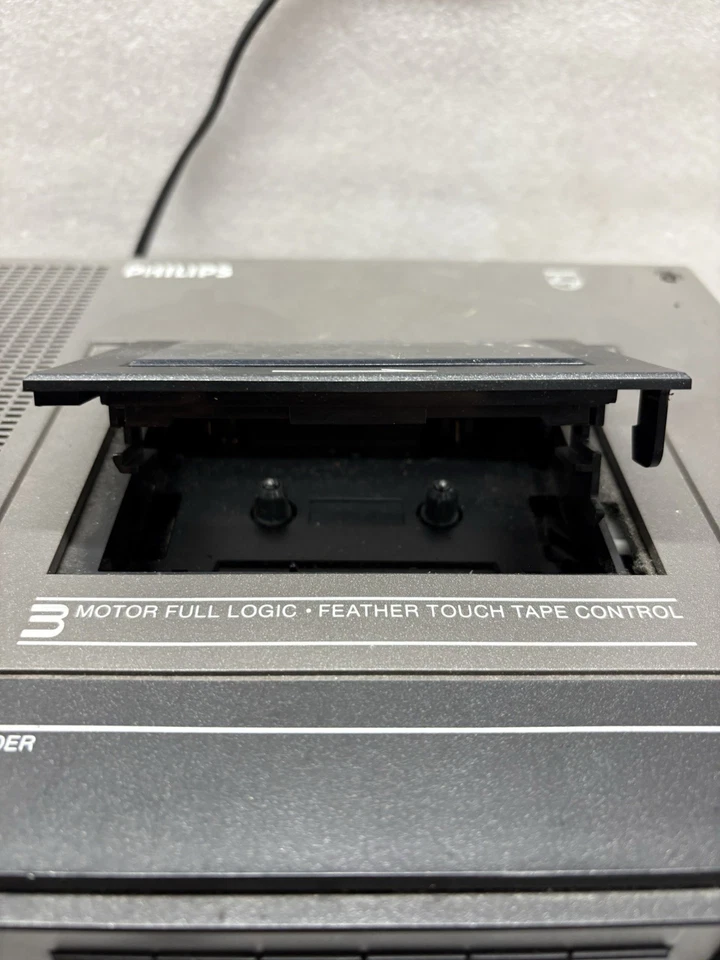 PHILIPS
3 MOTOR FULL LOGIC • FEATHER TOUCH TAPE CONTROL
DER